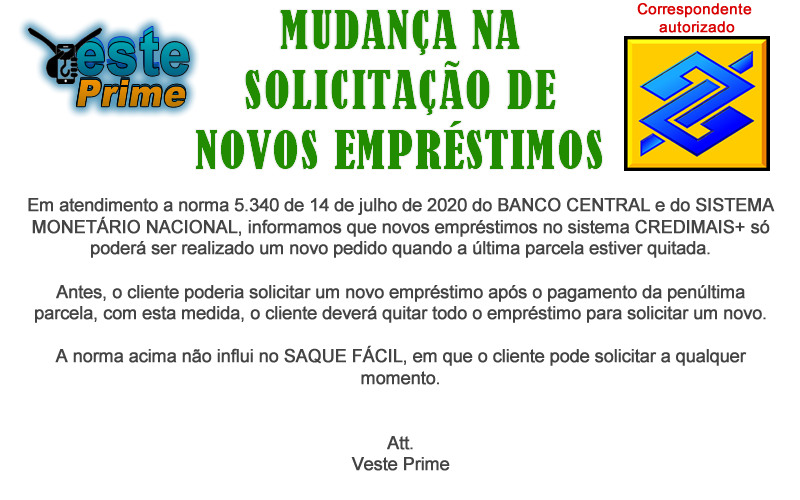 Veste
Prime
MUDANÇA NA
SOLICITAÇÃO DE
NOVOS EMPRÉSTIMOS
Correspondente
autorizado
Em atendimento a norma 5.340 de 14 de julho de 2020 do BANCO CENTRAL e do SISTEMA
MONETÁRIO NACIONAL, informamos que novos empréstimos no sistema CREDIMAIS+ só
poderá ser realizado um novo pedido quando a última parcela estiver quitada.
Antes, o cliente poderia solicitar um novo empréstimo após o pagamento da penúltima
parcela, com esta medida, o cliente deverá quitar todo o empréstimo para solicitar um novo.
A norma acima não influi no SAQUE FÁCIL, em que o cliente pode solicitar a qualquer
momento.
Att.
Veste Prime